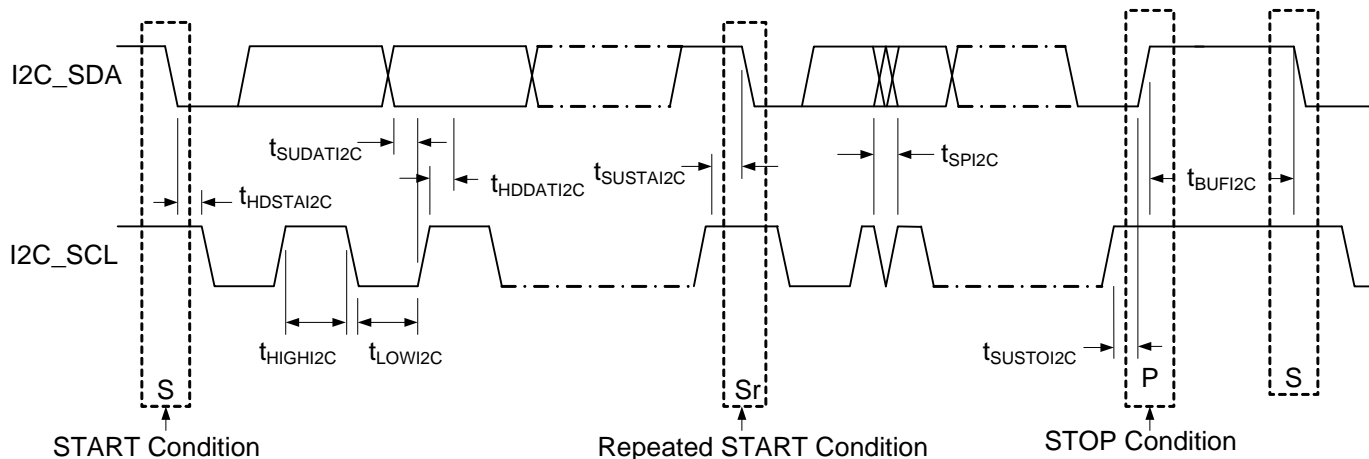 I2C_SDA
tSUDATI2C
tHDSTAI2C
tHDDATI2C
tSUSTAI2C
tSPI2C
tBUFI2C
I2C_SCL
tHIGHI2C
tLOWI2C
tSUSTOI2C
S
Sr
P
S
START Condition
Repeated START Condition
STOP Condition